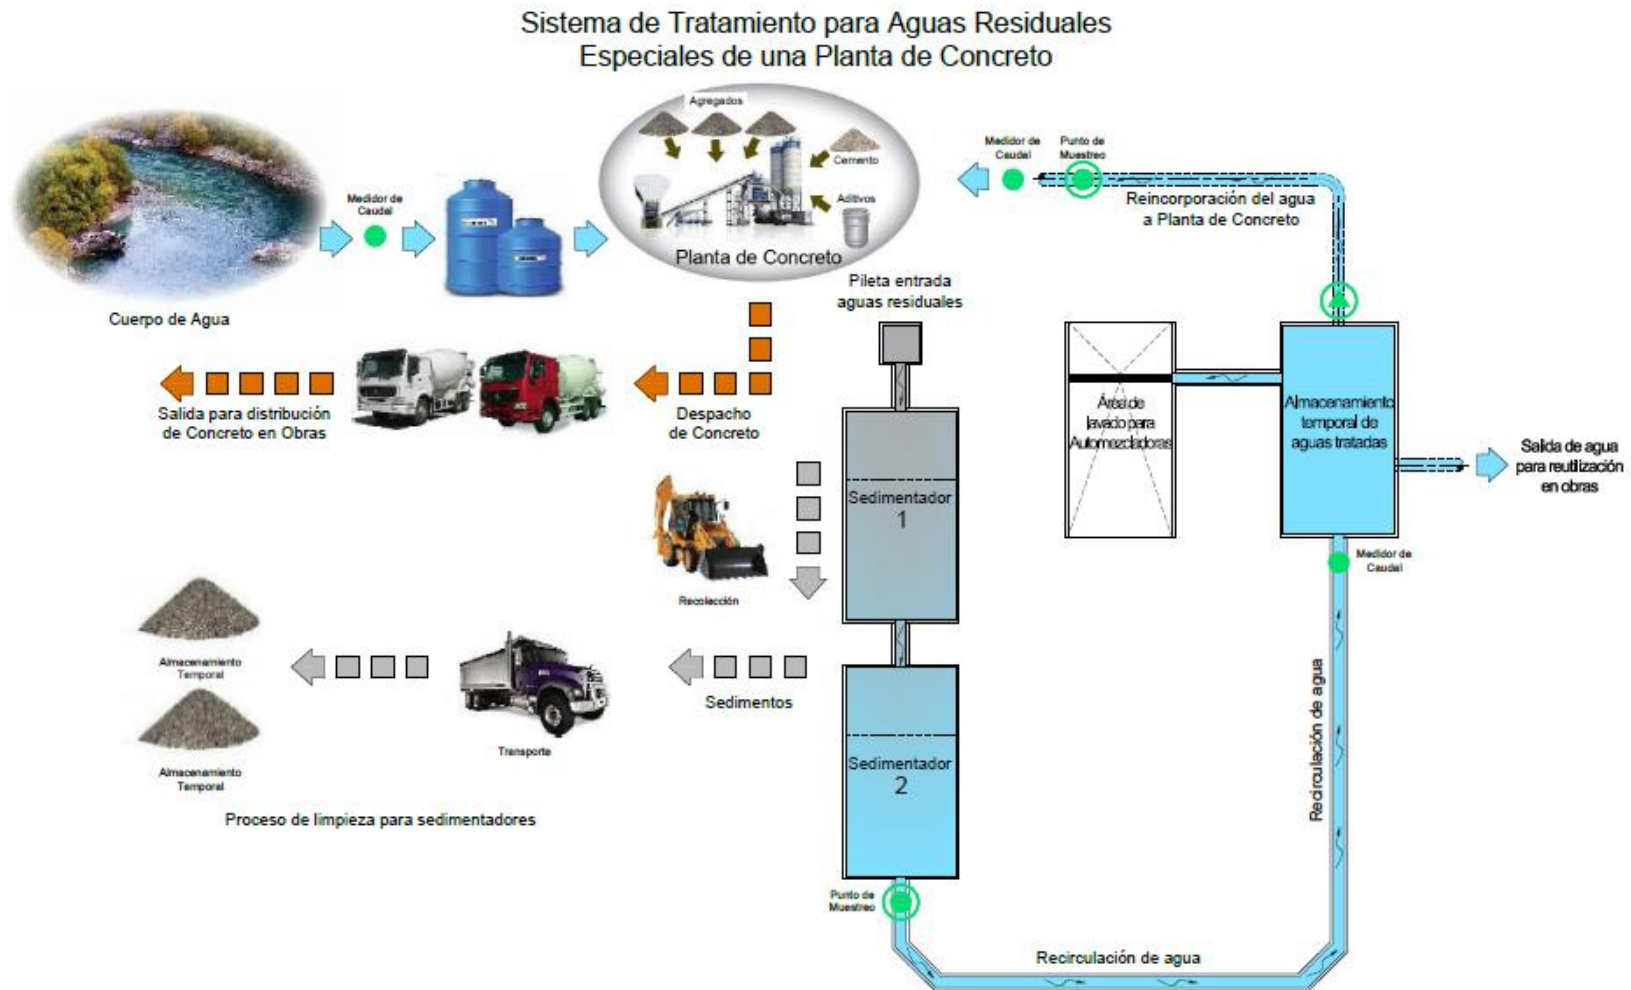 Sistema de Tratamiento para Aguas Residuales
Especiales de una Planta de Concreto
Agregados
Cemento
Aditivos
Planta de Concreto
Medidor de
Caudal
Cuerpo de Agua
Medidor de
Caudal
Punto de
Muestreo
Reincorporación del agua
a Planta de Concreto
Pileta entrada
aguas residuales
Salida para distribución
de Concreto en Obras
Despacho
de Concreto
Área de
lavado para
Automezcladoras
Almacenamiento
temporal de
aguas tratadas
Salida de agua
para reutilización
en obras
Sedimentador
1
Recolección
Medidor de
Caudal
Almacenamiento
Temporal
Sedimentos
Transporte
Almacenamiento
Temporal
Sedimentador
2
Recirculación de agua
Proceso de limpieza para sedimentadores
Punto de
Muestreo
Recirculación de agua